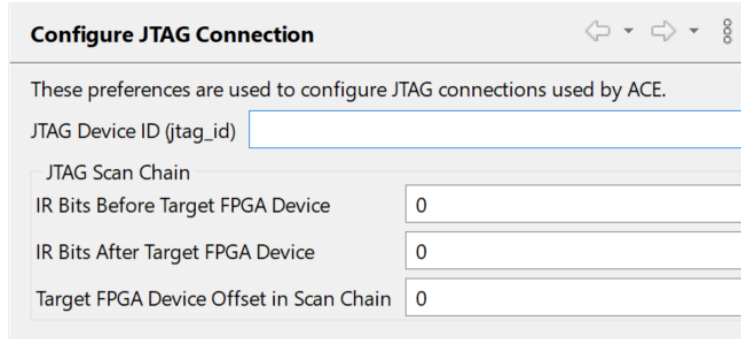 Configure JTAG Connection
These preferences are used to configure JTAG connections used by ACE.
JTAG Device ID (jtag_id)
JTAG Scan Chain
IR Bits Before Target FPGA Device 0
IR Bits After Target FPGA Device 0
Target FPGA Device Offset in Scan Chain 0